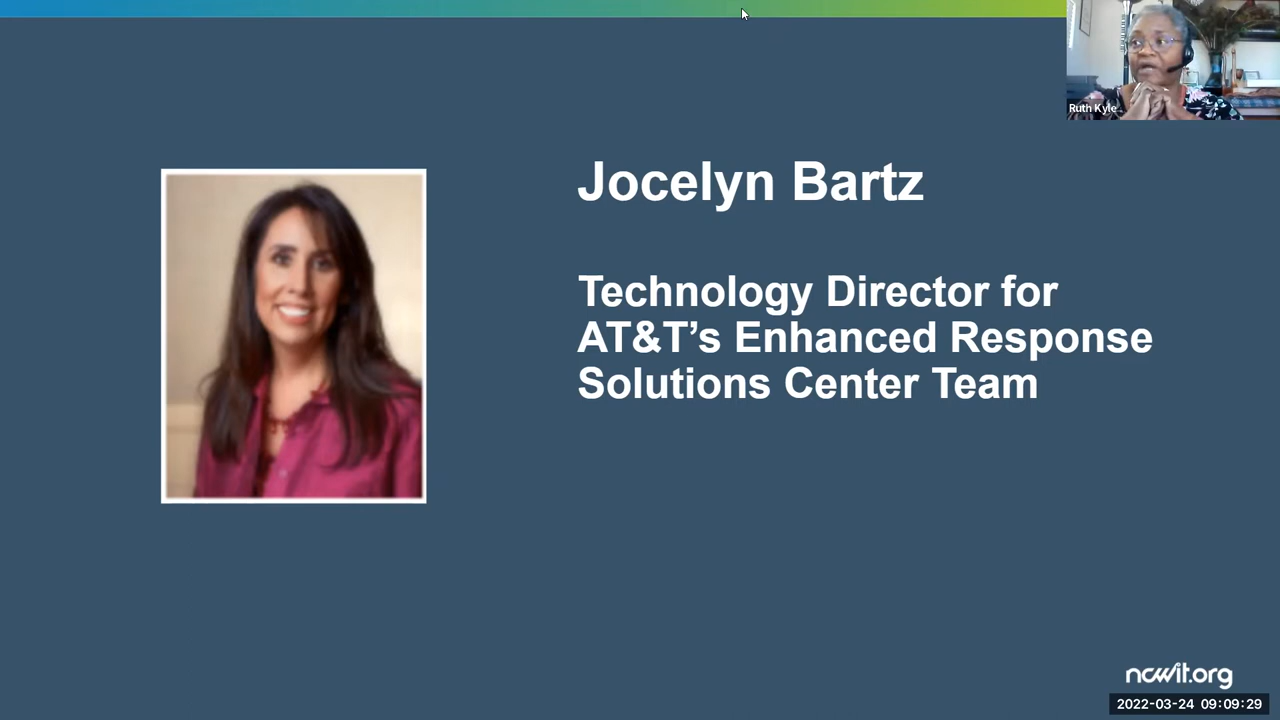 Ruth Kyle
Jocelyn Bartz
Technology Director for
AT&T’s Enhanced Response
Solutions Center Team
ncwit.org
2022-03-24 09:09:29